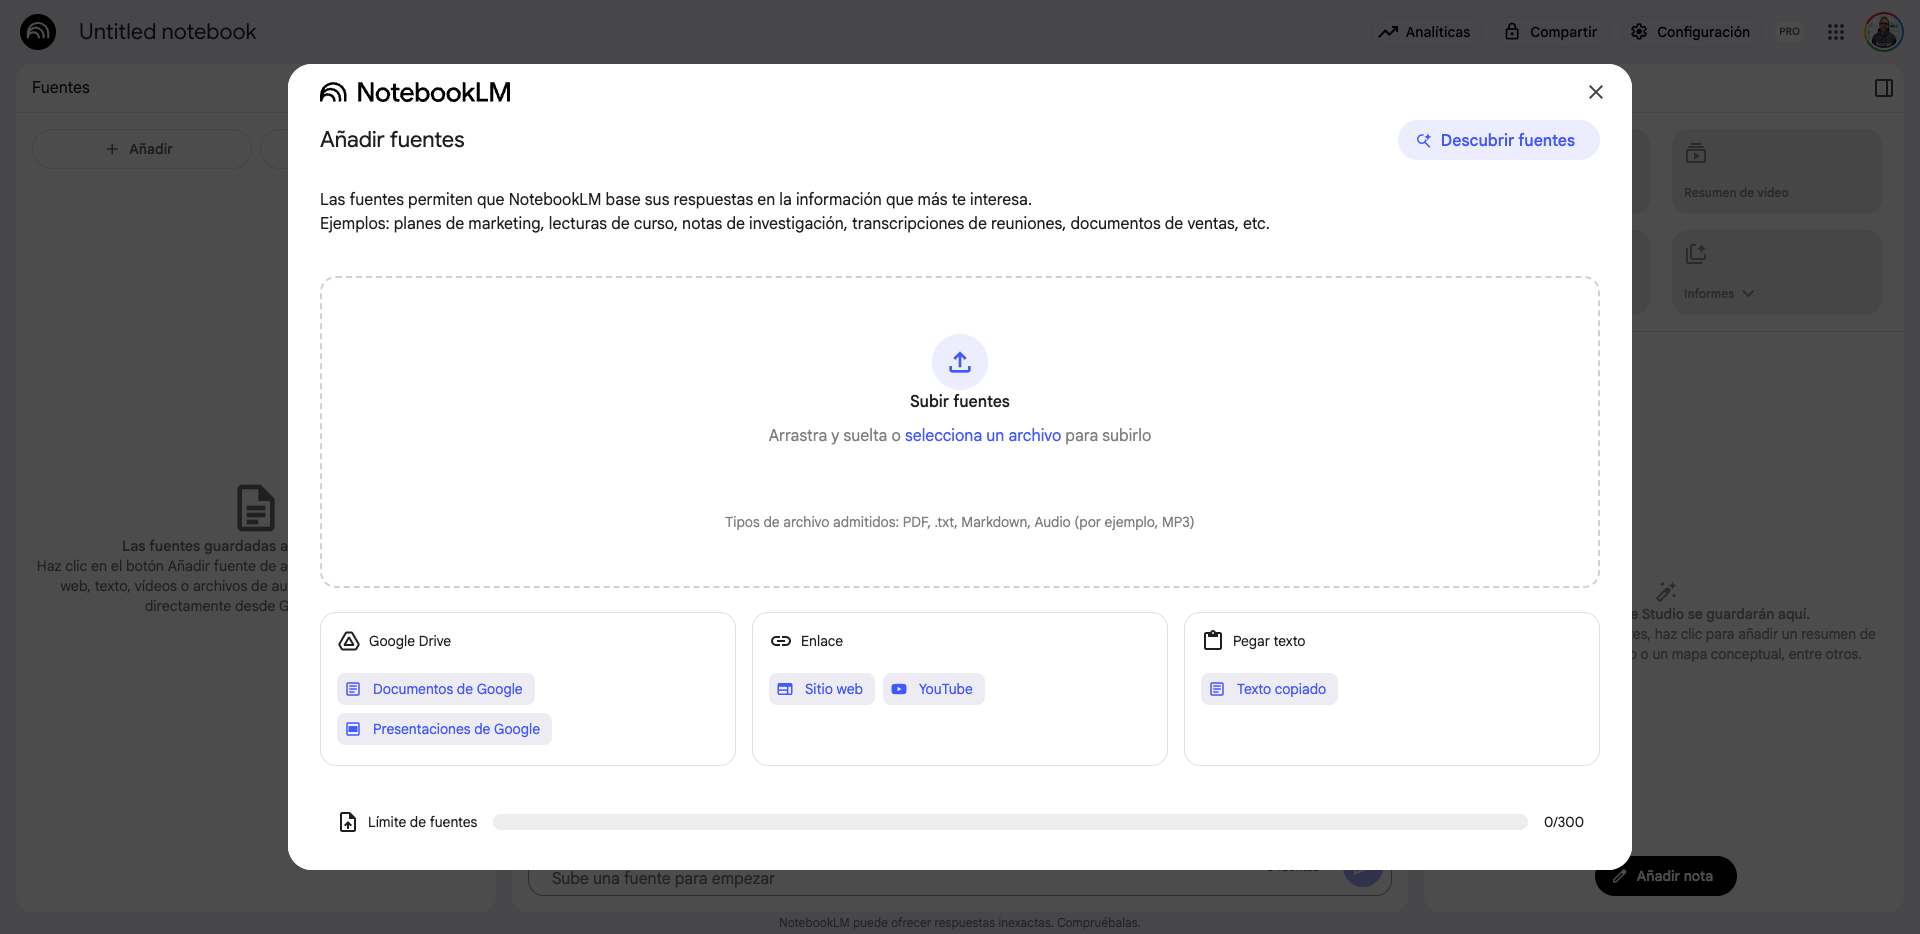 Untitled notebook
Analíticas
Compartir
Configuración
PRO
Fuentes
Añadir
NotebookLM
Añadir fuentes
Descubrir fuentes
Las fuentes permiten que NotebookLM base sus respuestas en la información que más te interesa.
Ejemplos: planes de marketing, lecturas de curso, notas de investigación, transcripciones de reuniones, documentos de ventas, etc.
Resumen de vídeo
Informes
Subir fuentes
Arrastra y suelta o selecciona un archivo para subirlo
Tipos de archivo admitidos: PDF, .txt, Markdown, Audio (por ejemplo, MP3)
Las fuentes guardadas a
Haz clic en el botón Añadir fuente de a
web, texto, vídeos o archivos de au
directamente desde G
e Studio se guardarán aquí.
es, haz clic para añadir un resumen de
o o un mapa conceptual, entre otros.
Google Drive
Documentos de Google
Presentaciones de Google
Enlace
Sitio web
YouTube
Pegar texto
Texto copiado
Límite de fuentes
0/300
Sube una fuente para empezar
Añadir nota
NotebookLM puede ofrecer respuestas inexactas. Compruébalas.